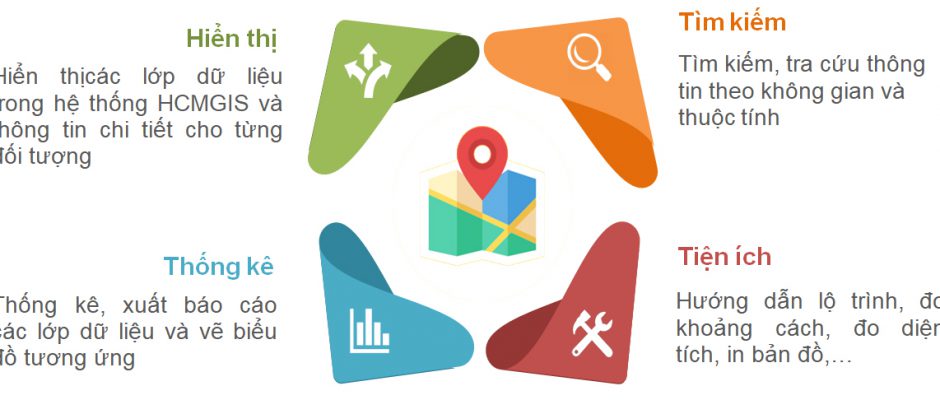 Hiển thị
Hiển thịcác lớp dữ liệu
trong hệ thống HCMGIS và
thông tin chi tiết cho từng
đối tượng
Tìm kiếm
Tìm kiếm, tra cứu thông
tin theo không gian và
thuộc tính
Thống kê
Thống kê, xuất báo cáo
các lớp dữ liệu và vẽ biểu
đồ tương ứng
Tiện ích
Hướng dẫn lộ trình, đo
khoảng cách, đo diện
tích, in bản đồ,...